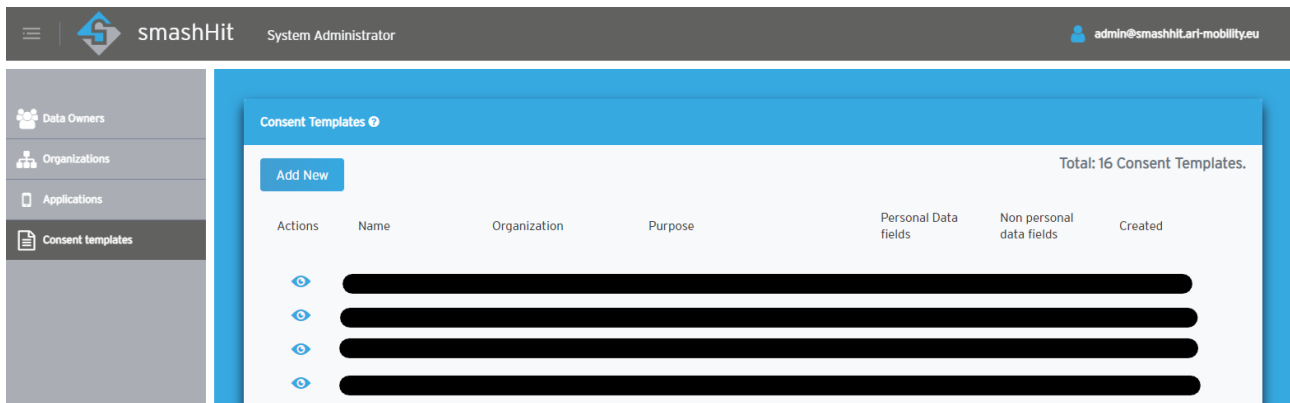 smashHit System Administrator admin@smashhit.ari-mobility.eu
Data Owners
Organizations
Applications
Consent templates
Consent Templates ?
Add New
Total: 16 Consent Templates.
Actions Name Organization Purpose Personal Data fields Non personal data fields Created